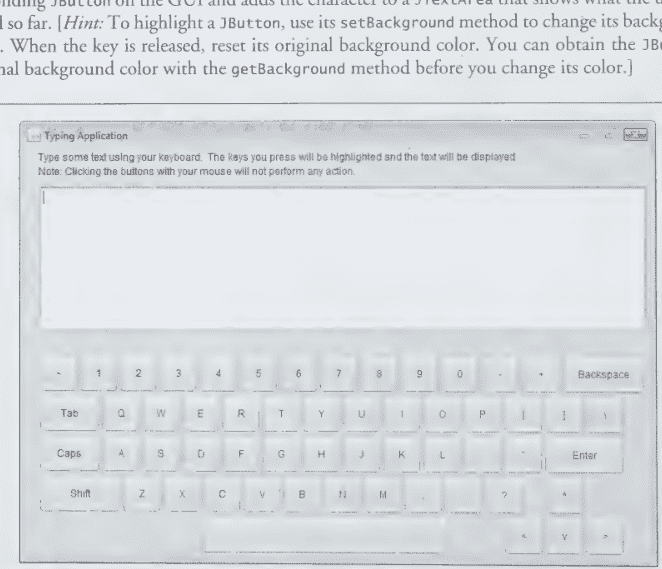 JButton on the GUI and adds the character to a JTextArea that shows what the
so far. [Hint: To highlight a JButton, use its setBackground method to change its
. When the key is released, reset its original background color. You can obtain the
background color with the getBackground method before you change its color.]
Typing Application
Type some text using your keyboard. The keys you press will be highlighted and the text will be displayed
Note: Clicking the buttons with your mouse will not perform any action.
1 2 3 4 5 6 7 8 9 0 - + Backspace
Tab Q W E R T Y U I O P [ ] \
Caps A S D F G H J K L Enter
Shift Z X C V B N M . ? ^
< v >